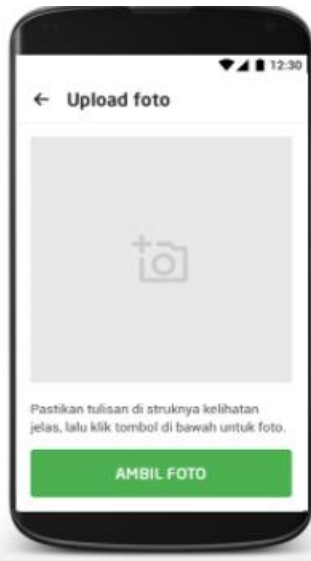 12:30
← Upload foto
Pastikan tulisan di struknya kelihatan
jelas, lalu klik tombol di bawah untuk foto.
AMBIL FOTO